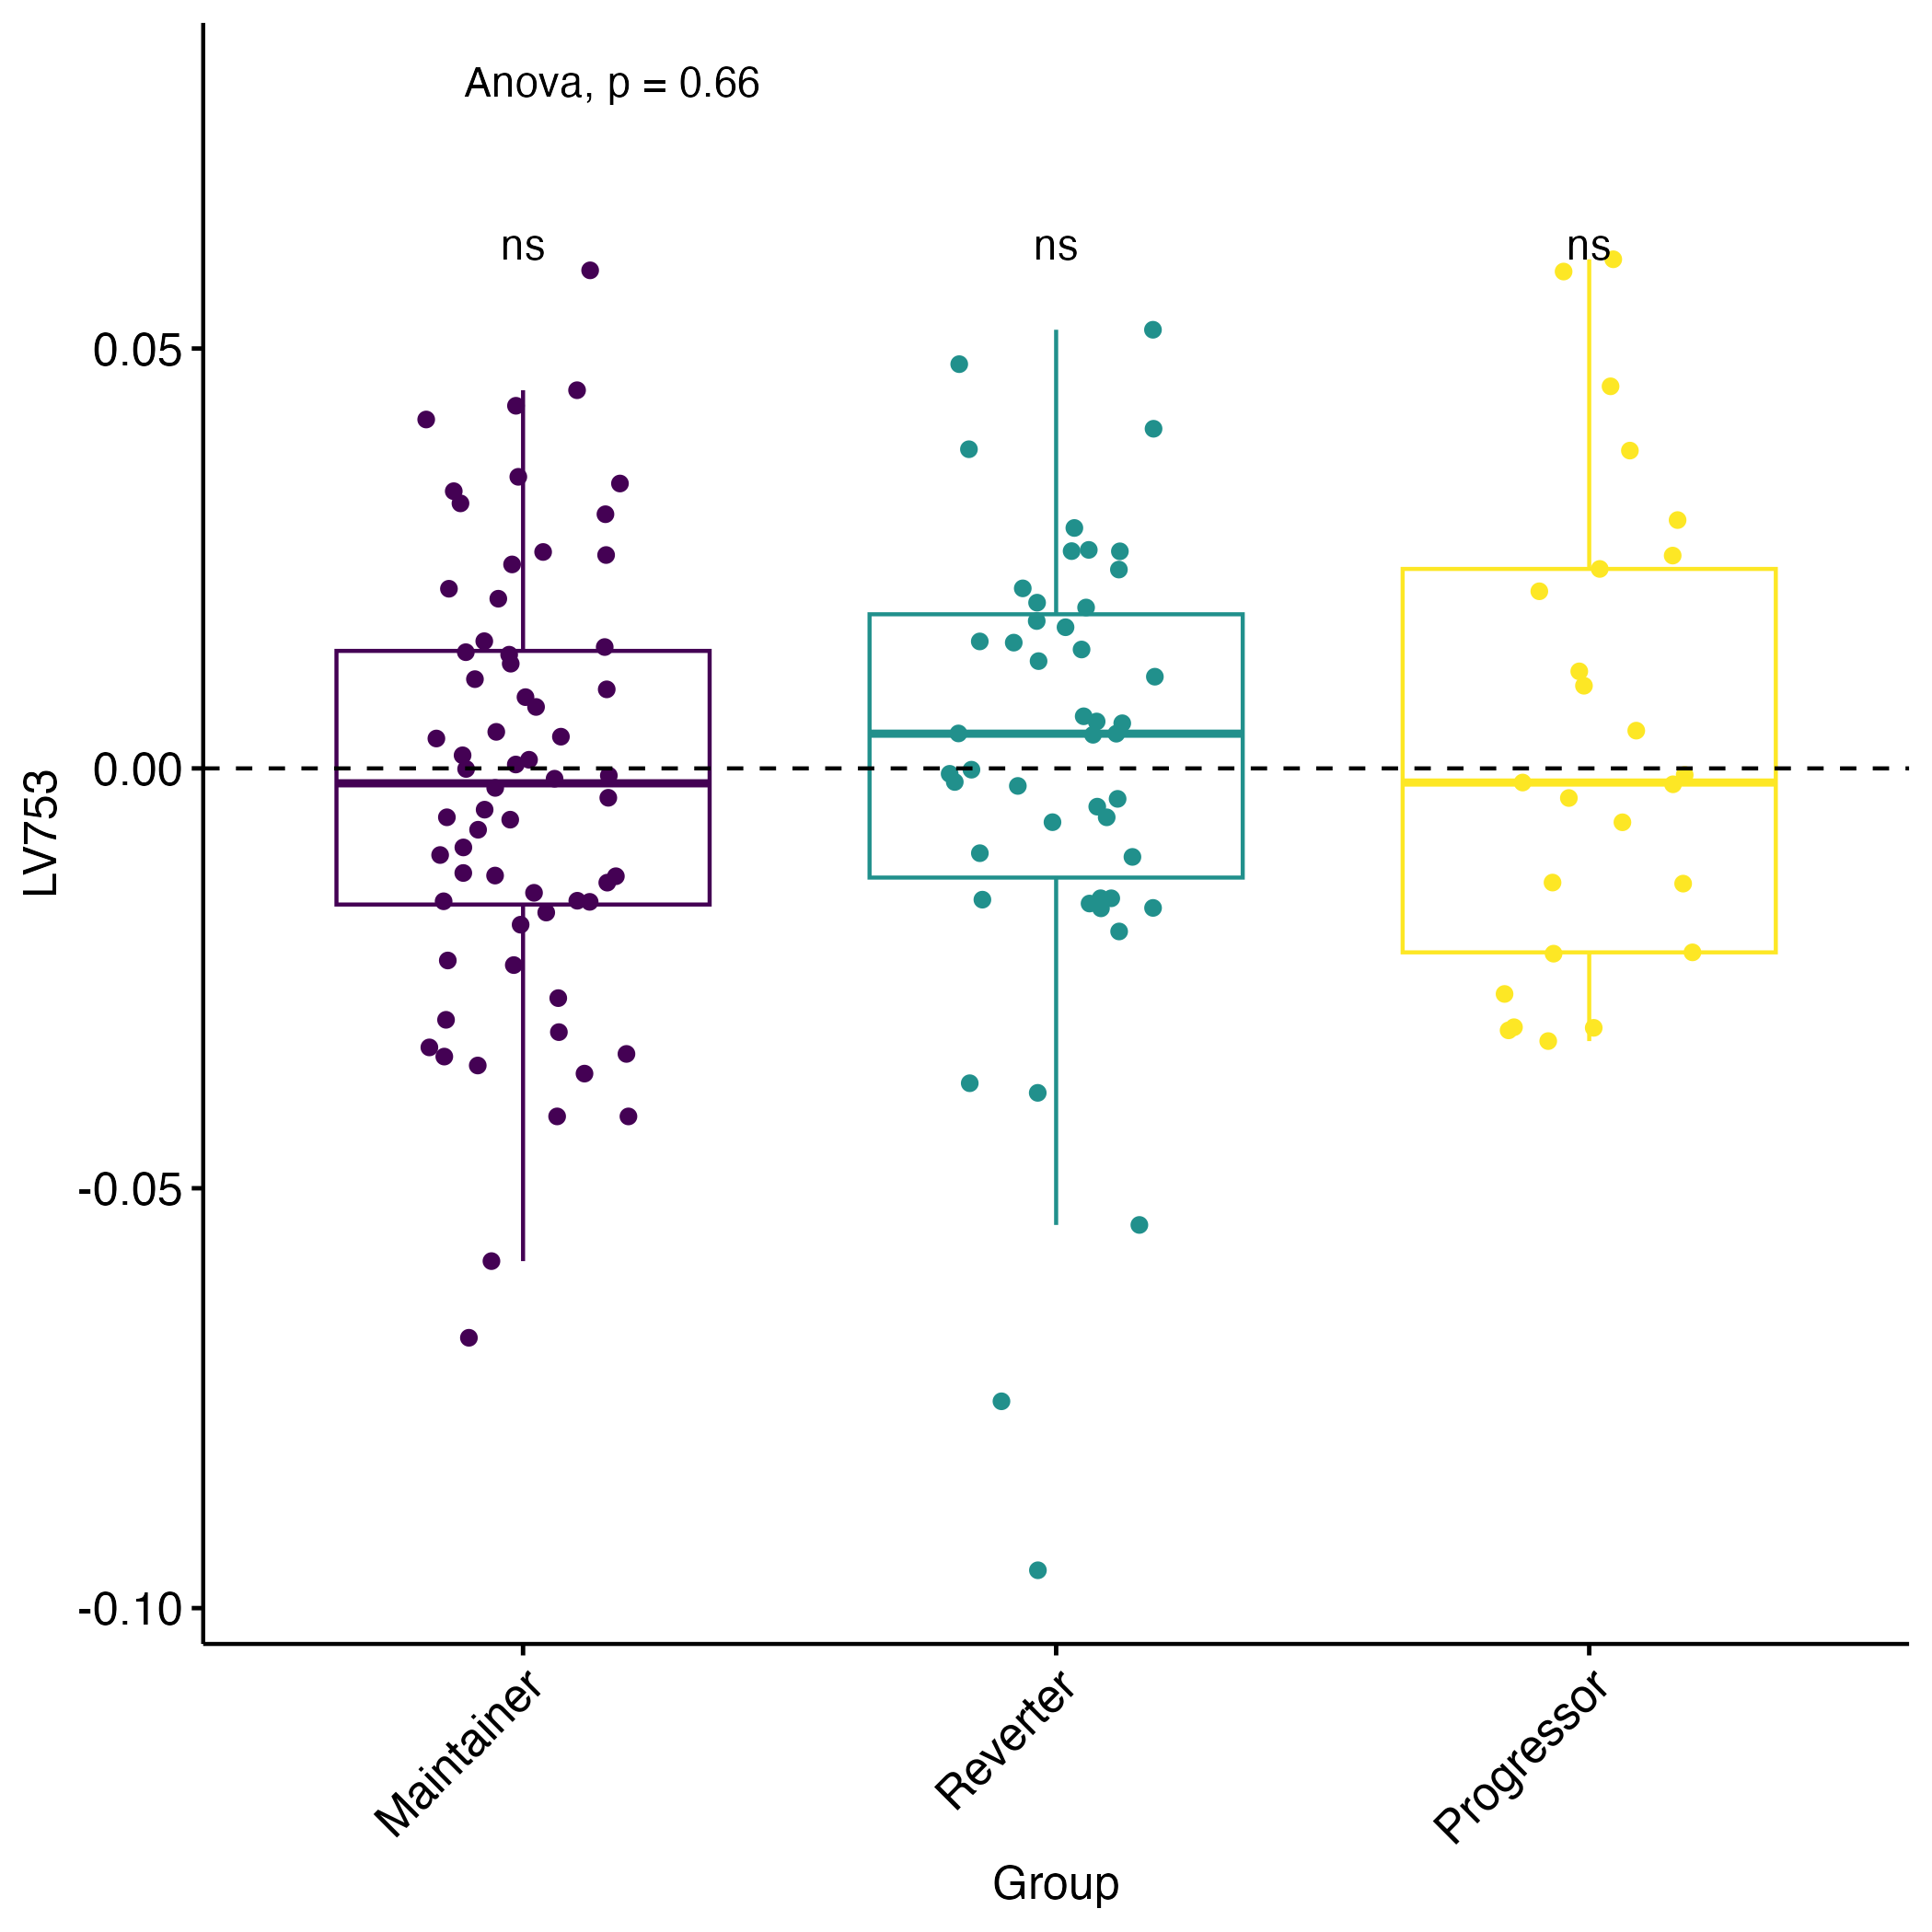 Anova, p = 0.66
ns ns ns
0.05
0.00
-0.05
-0.10
LV753
Maintainer Reverter Progressor
Group